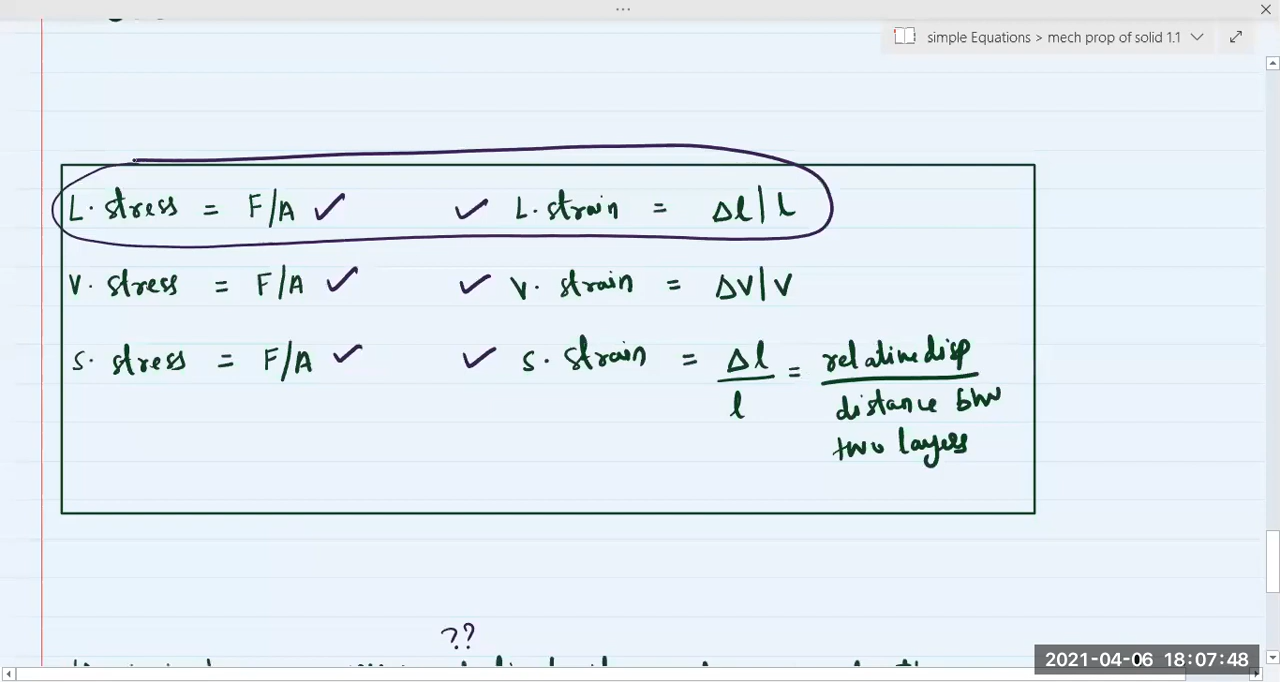 ...
simple Equations > mech prop of solid 1.1
L. stress = F/A ✓ ✓ L. strain = Δl/l
V. stress = F/A ✓ ✓ V. strain = ΔV/V
S. stress = F/A ✓ ✓ S. strain = Δl/l = relative disp
distance btw
two layers
??
2021-04-06 18:07:48